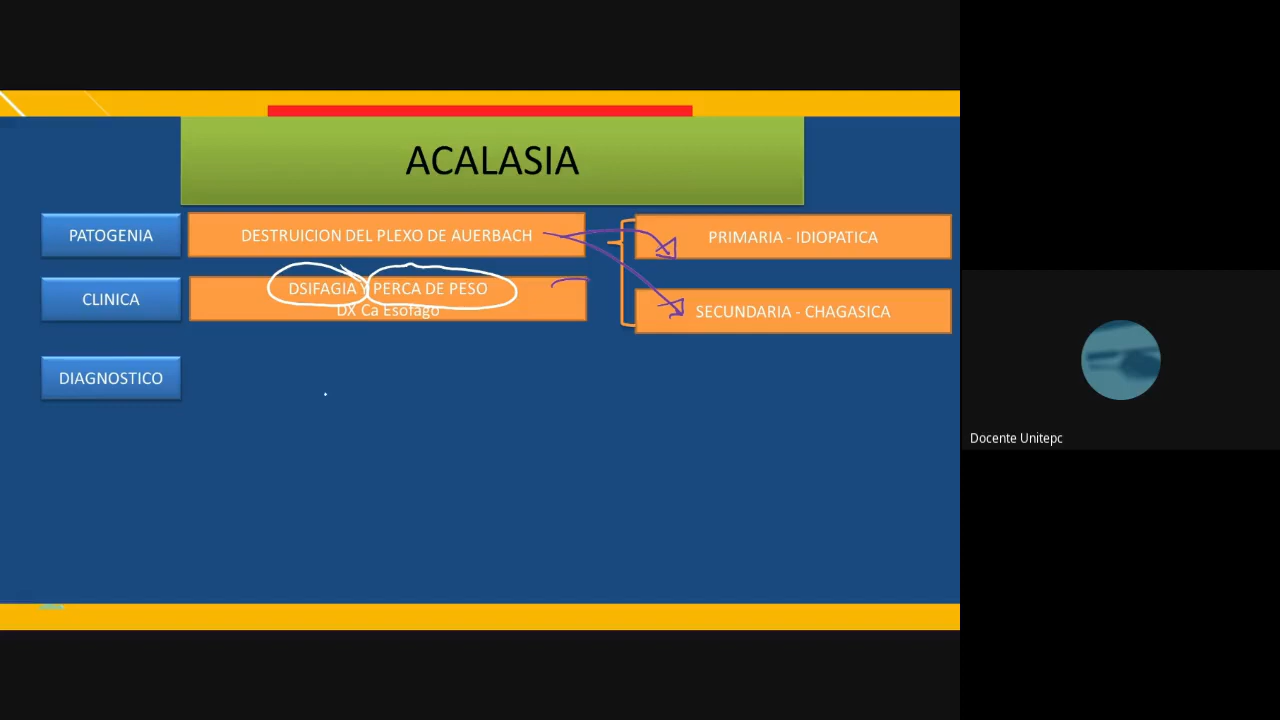 ACALASIA
PATOGENIA
DESTRUICION DEL PLEXO DE AUERBACH
PRIMARIA - IDIOPATICA
CLINICA
DSIFAGIA PERCA DE PESO
DX Ca Esofago
SECUNDARIA - CHAGASICA
DIAGNOSTICO
Docente Unitepc